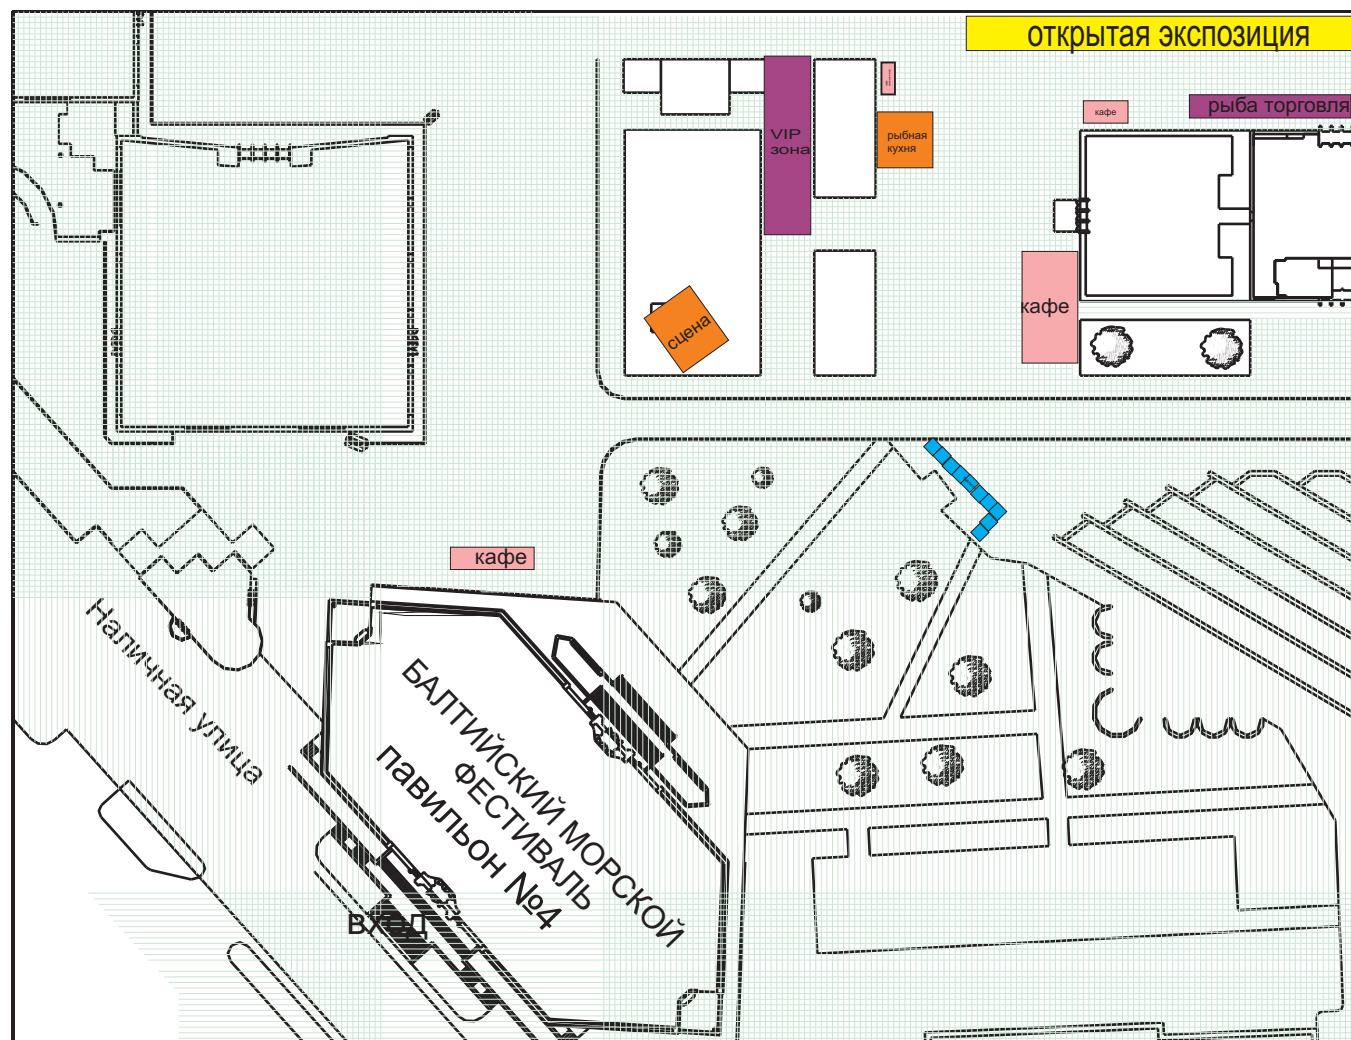 открытая экспозиция
кафе
рыба торговля
VIP
зона
рыбная
кухня
кафе
сцена
кафе
Наличная улица
БАЛТИЙСКИЙ МОРСКОЙ
ФЕСТИВАЛЬ
павильон №4
вход